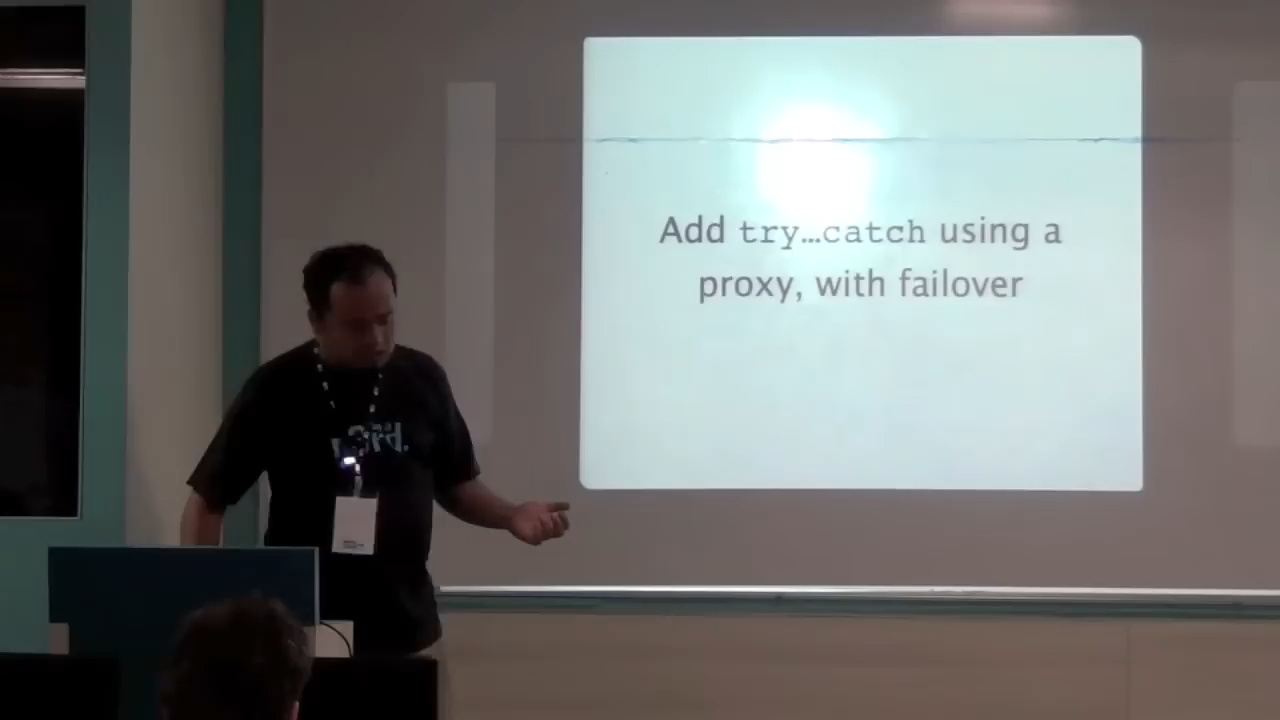 Add try…catch using a
proxy, with failover